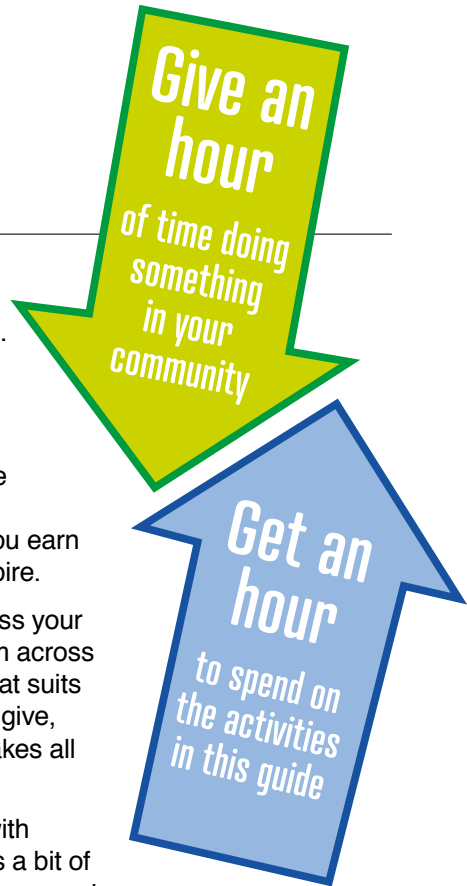 Give an
hour
of time doing
something
in your
community
.
Get an
hour
to spend on
the activities
in this guide
ou earn
oire.
ss your
n across
at suits
give,
akes all
with
s a bit of